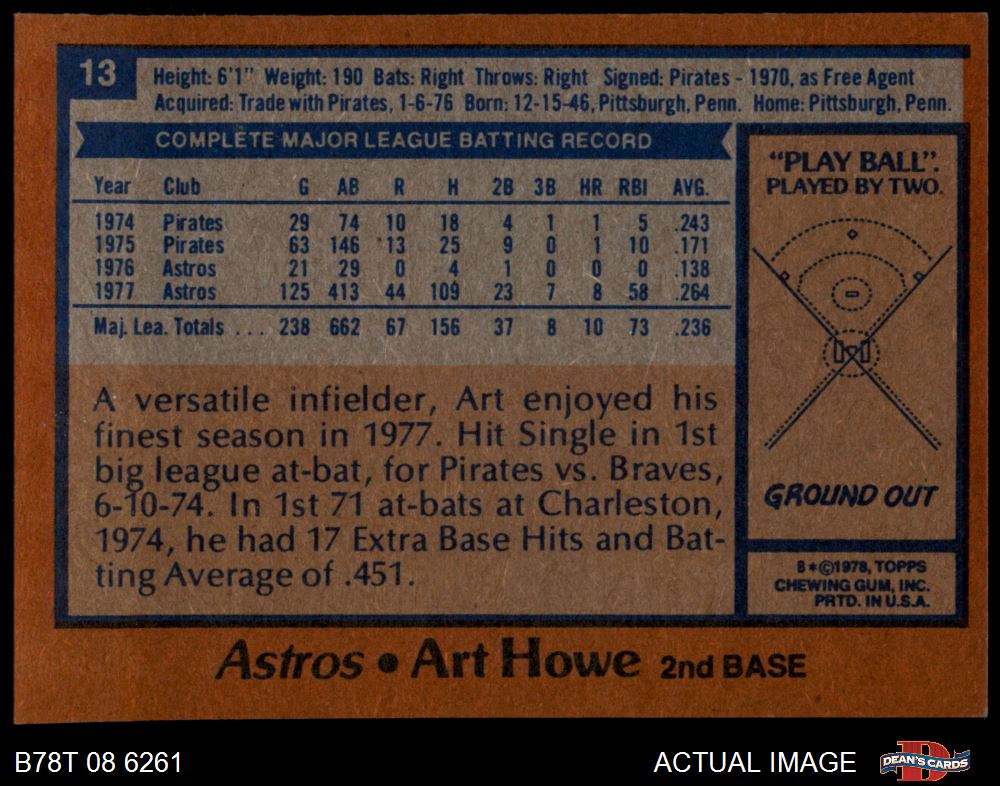 13
Height: 6'1" Weight: 190 Bats: Right Throws: Right Signed: Pirates - 1970, as Free Agent
Acquired: Trade with Pirates, 1-6-76 Born: 12-15-46, Pittsburgh, Penn. Home: Pittsburgh, Penn.
COMPLETE MAJOR LEAGUE BATTING RECORD
Year Club G AB R H 2B 3B HR RBI AVG.
1974 Pirates 29 74 10 18 4 1 1 5 .243
1975 Pirates 63 146 13 25 9 0 1 10 .171
1976 Astros 21 29 0 4 1 0 0 0 .138
1977 Astros 125 413 44 109 23 7 8 58 .264
Maj. Lea. Totals . . . 238 662 67 156 37 8 10 73 .236
A versatile infielder, Art enjoyed his
finest season in 1977. Hit Single in 1st
big league at-bat, for Pirates vs. Braves,
6-10-74. In 1st 71 at-bats at Charleston,
1974, he had 17 Extra Base Hits and Bat-
ting Average of .451.
"PLAY BALL":
PLAYED BY TWO.
GROUND OUT
B*©1978, TOPPS
CHEWING GUM, INC.
PRTD. IN U.S.A.
Astros • Art Howe 2nd BASE
B78T 08 6261
ACTUAL IMAGE
D
DEAN'S CARDS